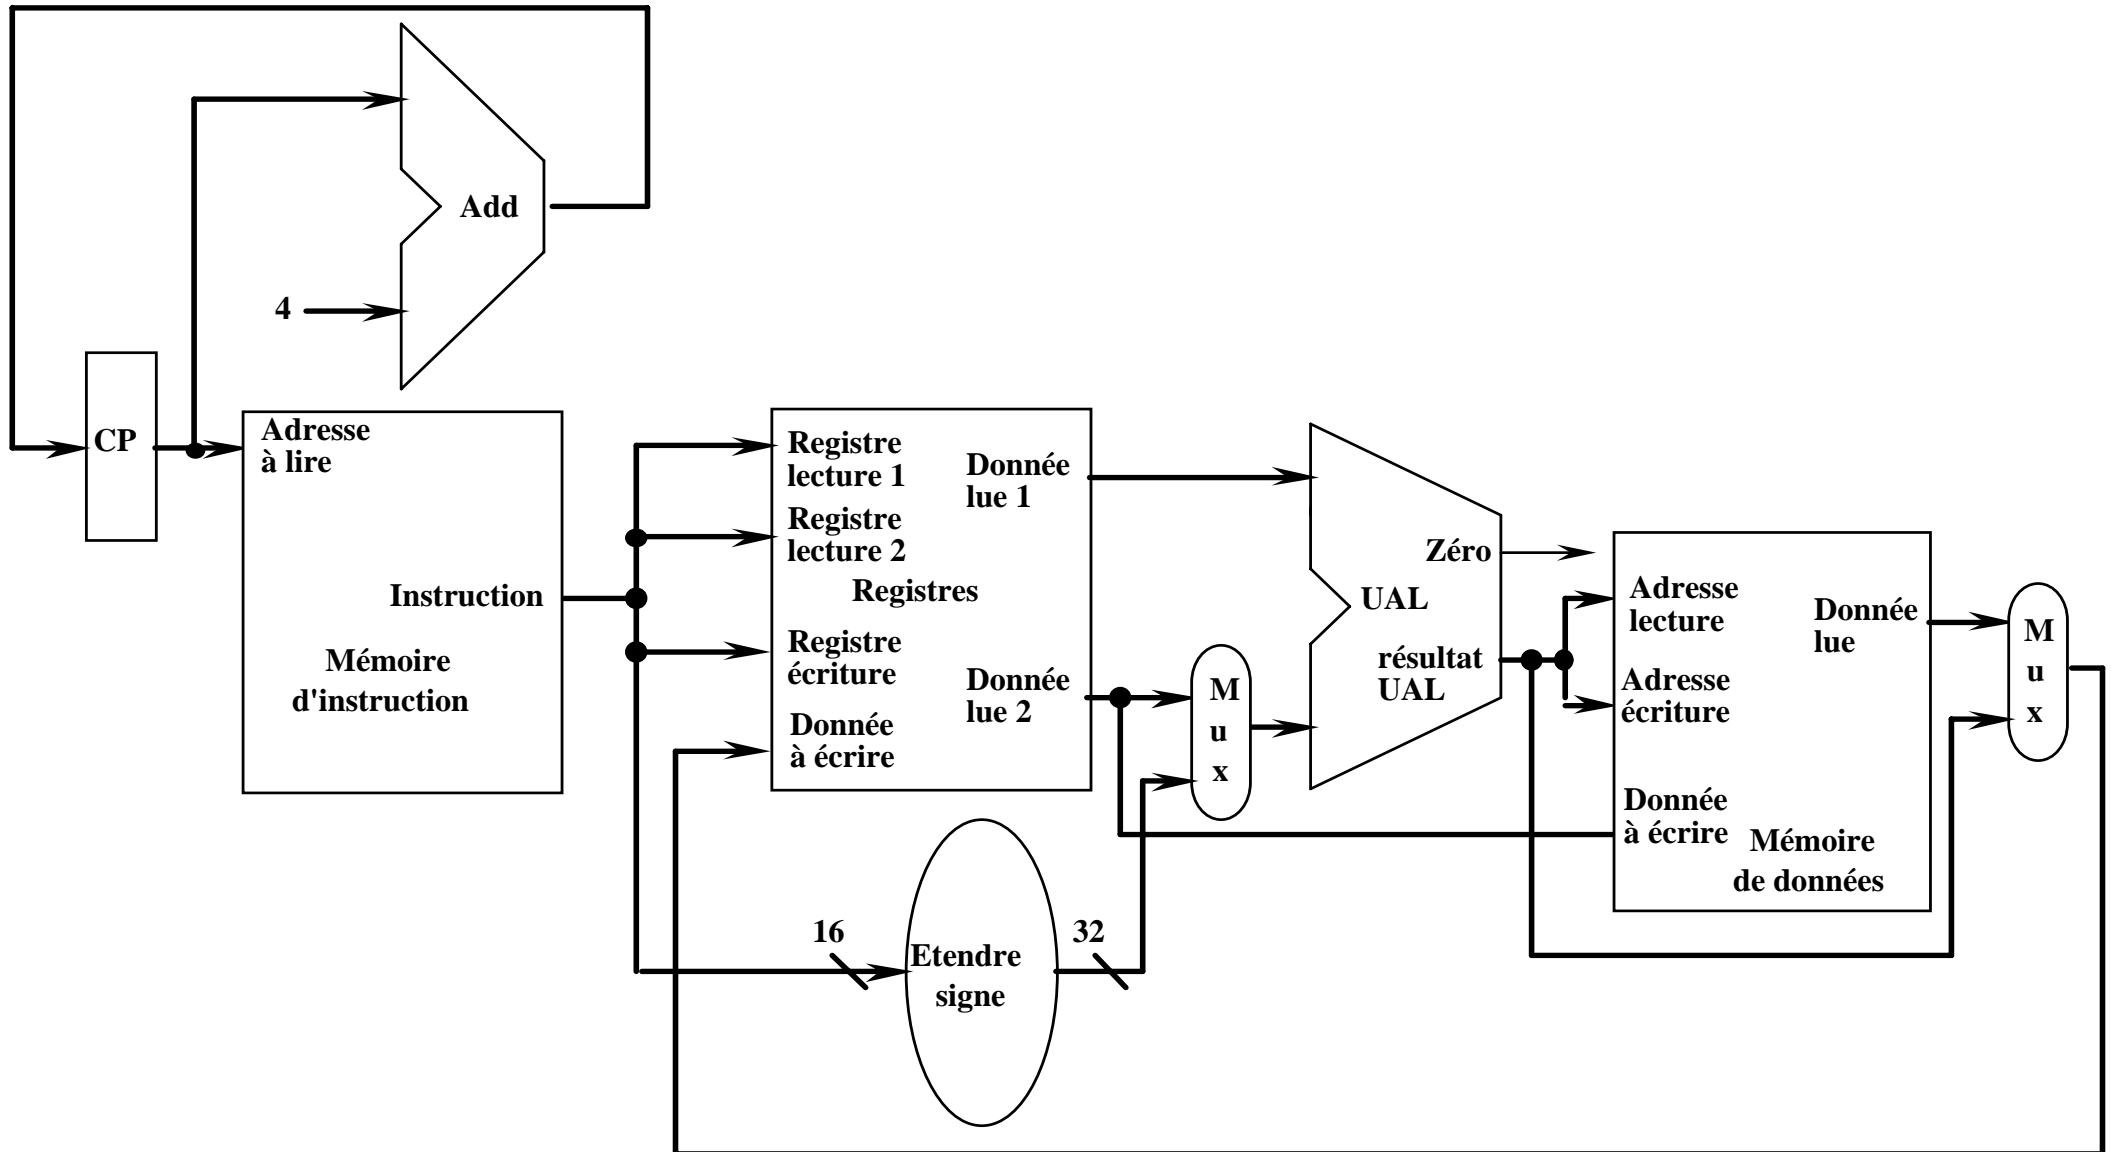 Add
4
CP
Adresse
à lire
Instruction
Mémoire
d'instruction
Registre
lecture 1
Registre
lecture 2
Registres
Registre
écriture
Donnée
à écrire
Donnée
lue 1
Donnée
lue 2
M
u
x
16
Etendre
signe
32
Zéro
UAL
résultat
UAL
Adresse
lecture
Adresse
écriture
Donnée
à écrire
Donnée
lue
Mémoire
de données
M
u
x